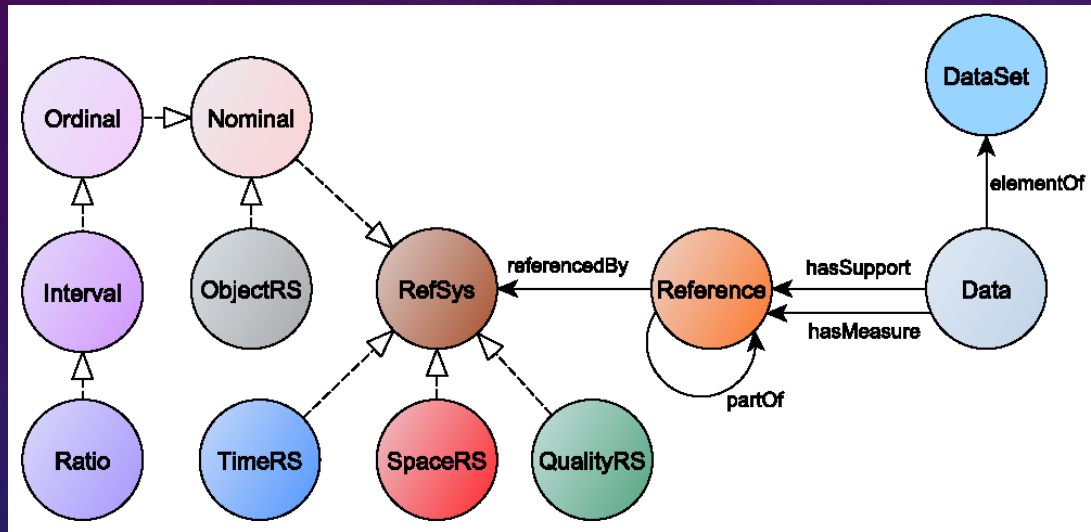 DataSet
Ordinal
Nominal
elementOf
referencedBy
hasSupport
Interval
ObjectRS
RefSys
Reference
Data
hasMeasure
partOf
Ratio
TimeRS
SpaceRS
QualityRS